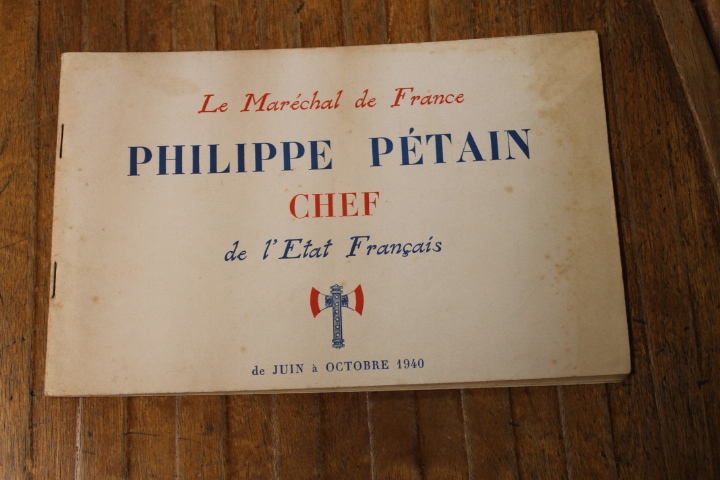 Le Maréchal de France
PHILIPPE PÉTAIN
CHEF
de l'Etat Français
de JUIN à OCTOBRE 1940